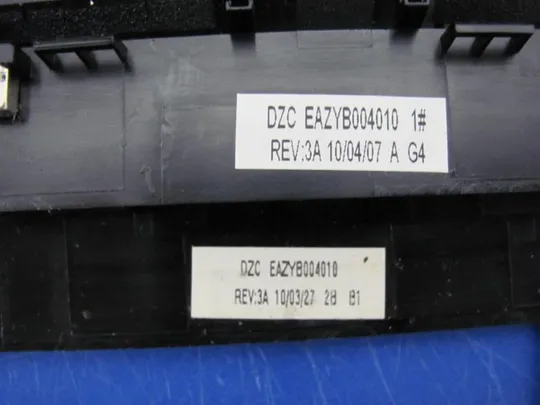 DZC EAZYB004010 1#
REV:3A 10/04/07 A G4
DZC EAZYB004010
REV:3A 10/03/27 2B B1